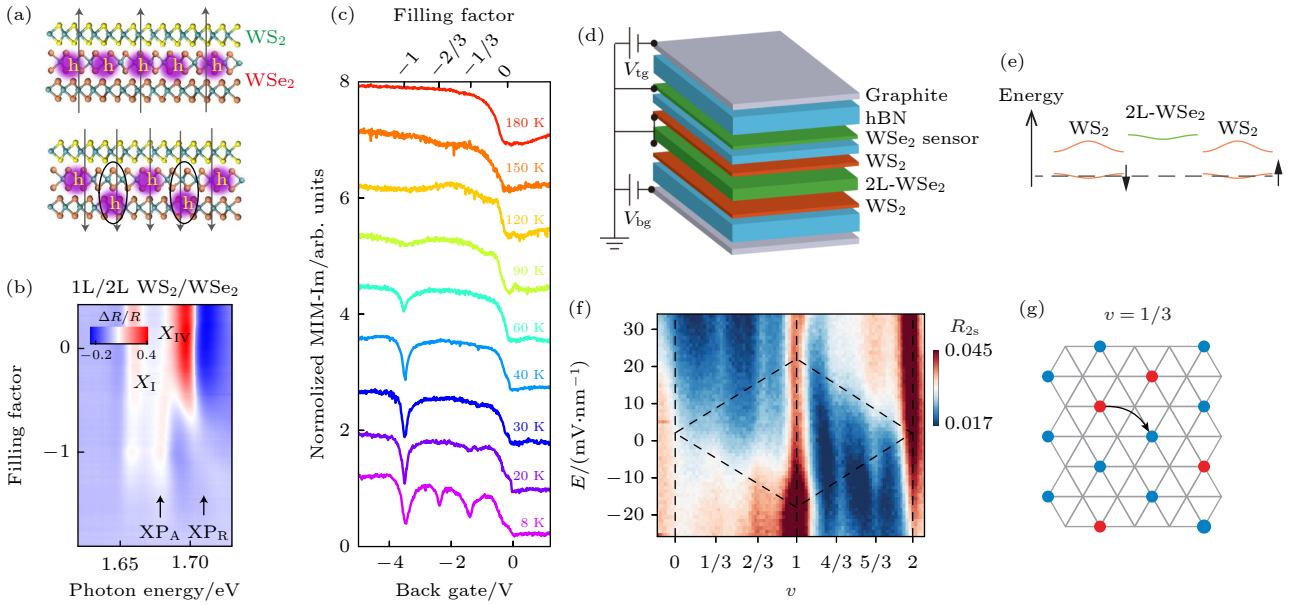 (a)
WS2
h h h h h
WSe2
h h h
h h
(b)
1L/2L WS2/WSe2
ΔR/R
−0.2 0.4
XIV
XI
0
−1
Filling factor
XPA XPR
1.65 1.70
Photon energy/eV
(c)
Filling factor
−1 −2/3 −1/3 0
8
6
4
2
0
Normalized MIM-Im/arb. units
180 K
150 K
120 K
90 K
60 K
40 K
30 K
20 K
8 K
−4 −2 0
Back gate/V
(d)
Vtg
Vbg
Graphite
hBN
WSe2 sensor
WS2
2L-WSe2
WS2
(e)
Energy
2L-WSe2
WS2 WS2
(f)
30
20
10
0
−10
−20
E/(mV·nm−1)
0 1/3 2/3 1 4/3 5/3 2
v
R2s
0.045
0.017
(g)
v = 1/3